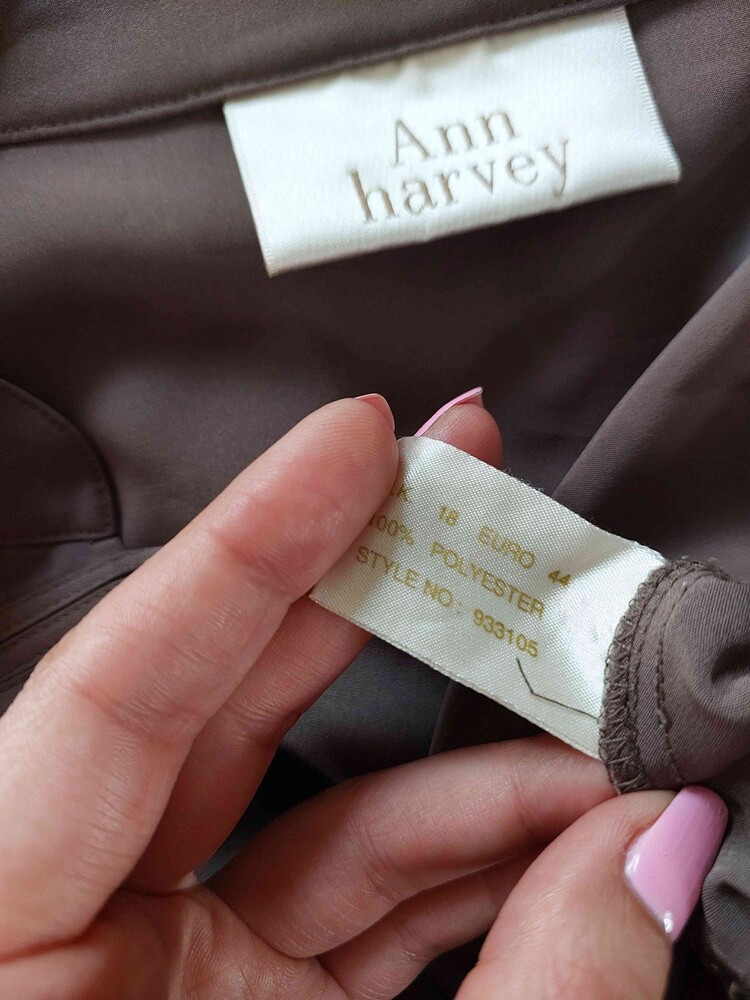 Ann
harvey
.K. 18 EURO 44
100% POLYESTER
STYLE NO: 933105